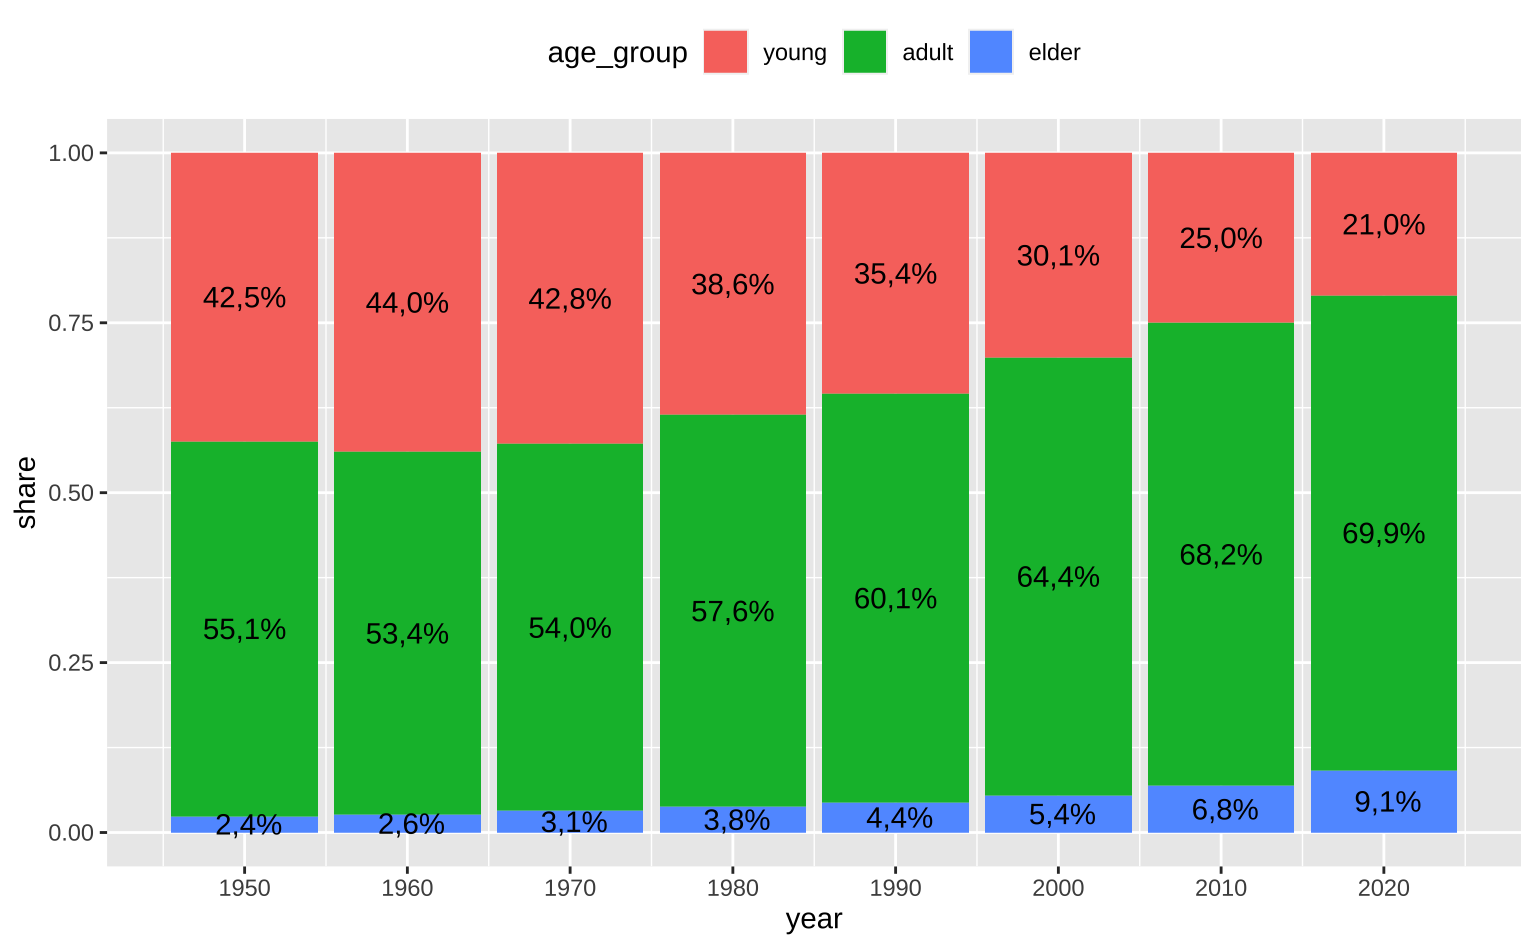 age_group young adult elder
1.00
0.75
0.50
0.25
0.00
share
42,5% 44,0% 42,8% 38,6% 35,4% 30,1% 25,0% 21,0%
55,1% 53,4% 54,0% 57,6% 60,1% 64,4% 68,2% 69,9%
2,4% 2,6% 3,1% 3,8% 4,4% 5,4% 6,8% 9,1%
1950 1960 1970 1980 1990 2000 2010 2020
year